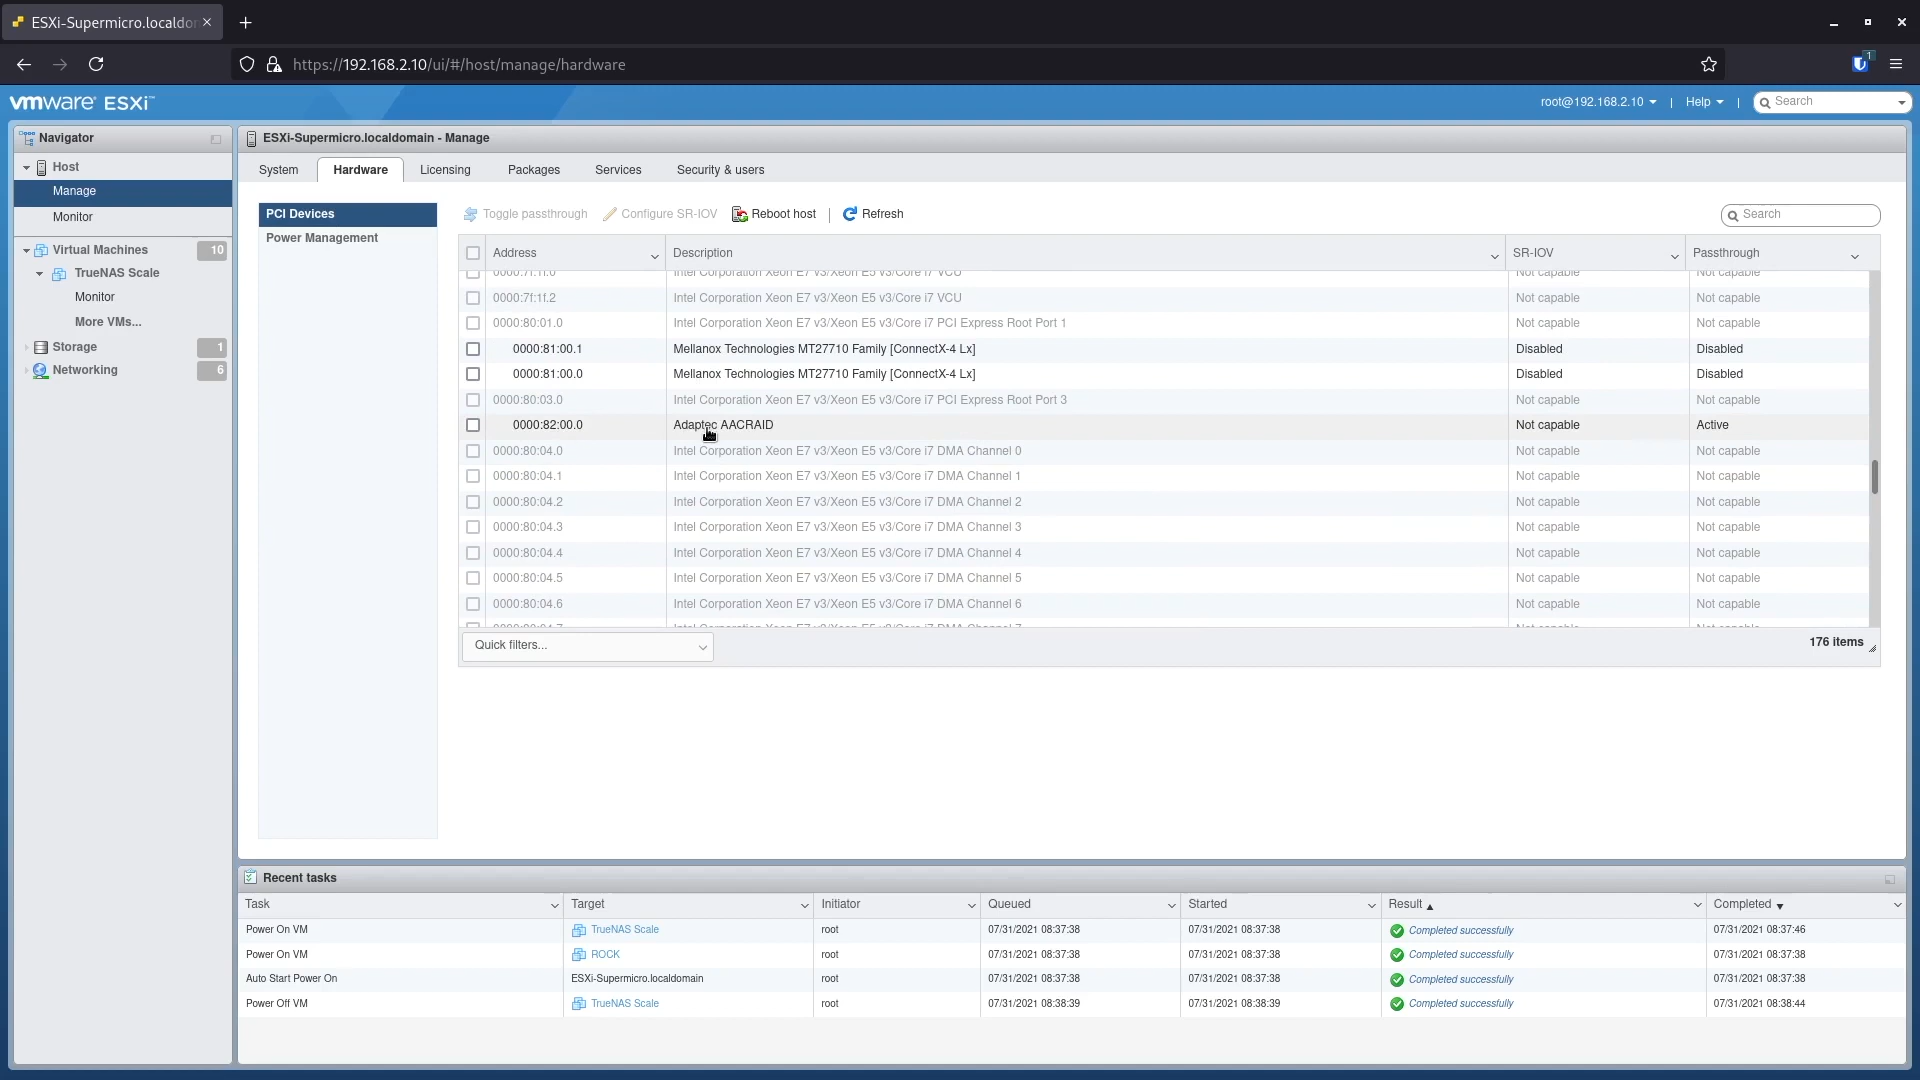 ESXi-Supermicro.localdo
https://192.168.2.10/ui/#/host/manage/hardware
1
vmware ESXi™
root@192.168.2.10 | Help | Search
Navigator
Host
Manage
Monitor
Virtual Machines 10
TrueNAS Scale
Monitor
More VMs...
Storage 1
Networking 6
ESXi-Supermicro.localdomain - Manage
System Hardware Licensing Packages Services Security & users
PCI Devices
Power Management
Toggle passthrough Configure SR-IOV Reboot host | Refresh Search
Address Description SR-IOV Passthrough
0000:7f:1f.0 Intel Corporation Xeon E7 v3/Xeon E5 v3/Core i7 VCU Not capable Not capable
0000:7f:1f.2 Intel Corporation Xeon E7 v3/Xeon E5 v3/Core i7 VCU Not capable Not capable
0000:80:01.0 Intel Corporation Xeon E7 v3/Xeon E5 v3/Core i7 PCI Express Root Port 1 Not capable Not capable
0000:81:00.1 Mellanox Technologies MT27710 Family [ConnectX-4 Lx] Disabled Disabled
0000:81:00.0 Mellanox Technologies MT27710 Family [ConnectX-4 Lx] Disabled Disabled
0000:80:03.0 Intel Corporation Xeon E7 v3/Xeon E5 v3/Core i7 PCI Express Root Port 3 Not capable Not capable
0000:82:00.0 Adaptec AACRAID Not capable Active
0000:80:04.0 Intel Corporation Xeon E7 v3/Xeon E5 v3/Core i7 DMA Channel 0 Not capable Not capable
0000:80:04.1 Intel Corporation Xeon E7 v3/Xeon E5 v3/Core i7 DMA Channel 1 Not capable Not capable
0000:80:04.2 Intel Corporation Xeon E7 v3/Xeon E5 v3/Core i7 DMA Channel 2 Not capable Not capable
0000:80:04.3 Intel Corporation Xeon E7 v3/Xeon E5 v3/Core i7 DMA Channel 3 Not capable Not capable
0000:80:04.4 Intel Corporation Xeon E7 v3/Xeon E5 v3/Core i7 DMA Channel 4 Not capable Not capable
0000:80:04.5 Intel Corporation Xeon E7 v3/Xeon E5 v3/Core i7 DMA Channel 5 Not capable Not capable
0000:80:04.6 Intel Corporation Xeon E7 v3/Xeon E5 v3/Core i7 DMA Channel 6 Not capable Not capable
Quick filters... 176 items
Recent tasks
Task Target Initiator Queued Started Result Completed
Power On VM TrueNAS Scale root 07/31/2021 08:37:38 07/31/2021 08:37:38 Completed successfully 07/31/2021 08:37:46
Power On VM ROCK root 07/31/2021 08:37:38 07/31/2021 08:37:38 Completed successfully 07/31/2021 08:37:38
Auto Start Power On ESXi-Supermicro.localdomain root 07/31/2021 08:37:38 07/31/2021 08:37:38 Completed successfully 07/31/2021 08:37:38
Power Off VM TrueNAS Scale root 07/31/2021 08:38:39 07/31/2021 08:38:39 Completed successfully 07/31/2021 08:38:44